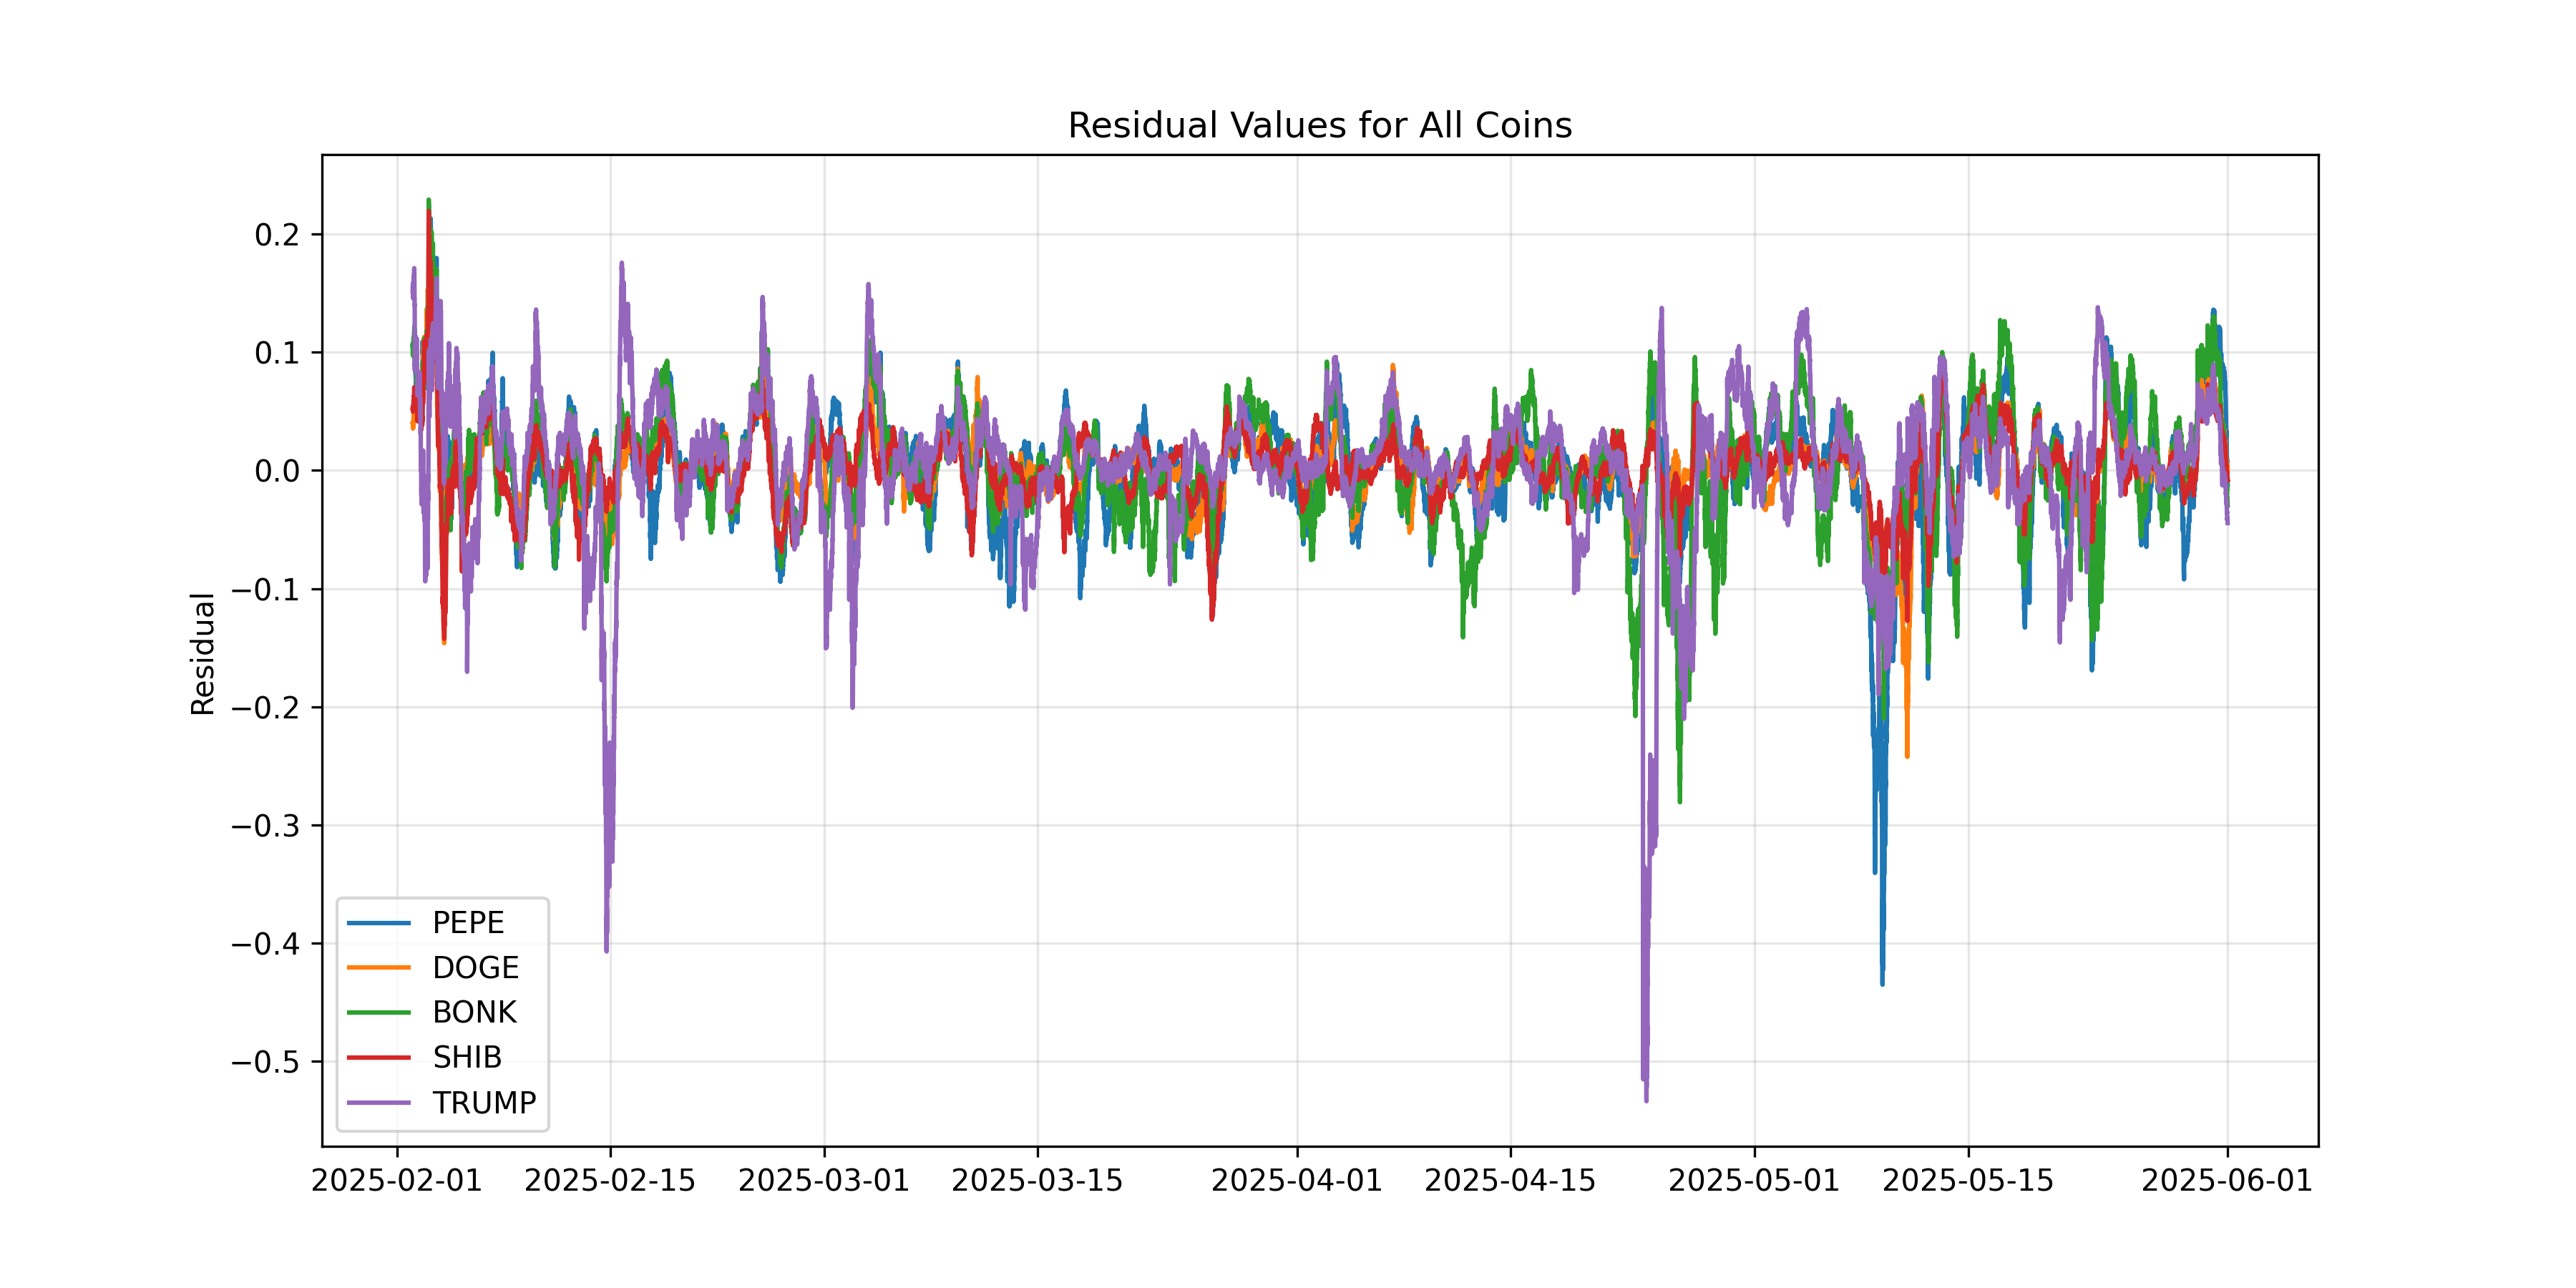 Residual Values for All Coins
0.2
0.1
0.0
−0.1
−0.2
−0.3
−0.4
−0.5
Residual
PEPE
DOGE
BONK
SHIB
TRUMP
2025-02-01 2025-02-15 2025-03-01 2025-03-15 2025-04-01 2025-04-15 2025-05-01 2025-05-15 2025-06-01